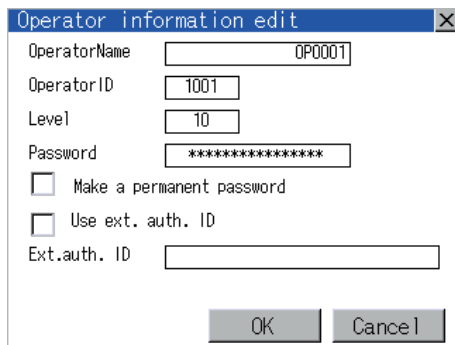 Operator information edit
OperatorName 0P0001
OperatorID 1001
Level 10
Password ****************
Make a permanent password
Use ext. auth. ID
Ext.auth. ID
OK Cancel